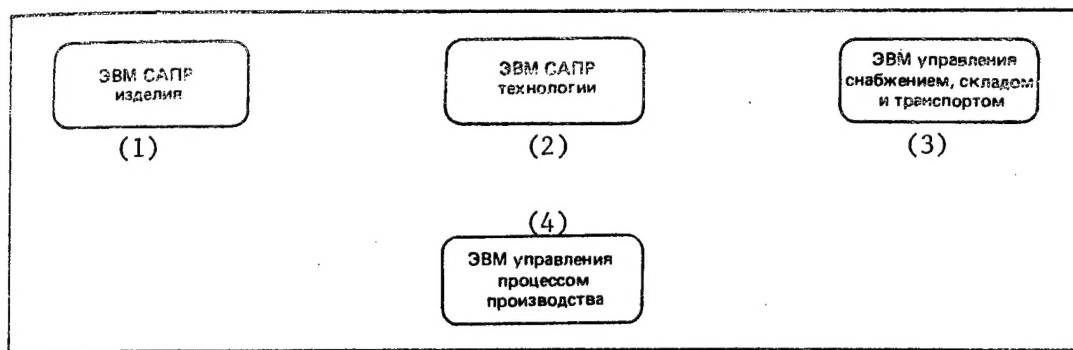 ЭВМ САПР
изделия
(1)
ЭВМ САПР
технологии
(2)
ЭВМ управления
снабжением, складом
и транспортом
(3)
(4)
ЭВМ управления
процессом
производства